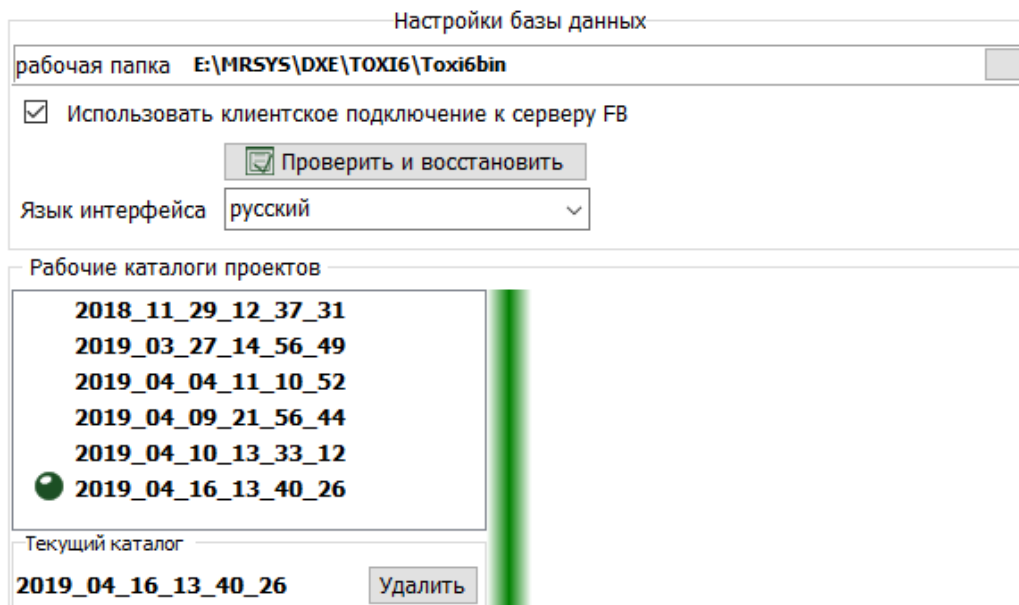 Настройки базы данных
рабочая папка E:\MRSYS\DXE\TOXI6\Toxi6bin
Использовать клиентское подключение к серверу FB
Проверить и восстановить
Язык интерфейса русский
Рабочие каталоги проектов
2018_11_29_12_37_31
2019_03_27_14_56_49
2019_04_04_11_10_52
2019_04_09_21_56_44
2019_04_10_13_33_12
2019_04_16_13_40_26
Текущий каталог
2019_04_16_13_40_26 Удалить